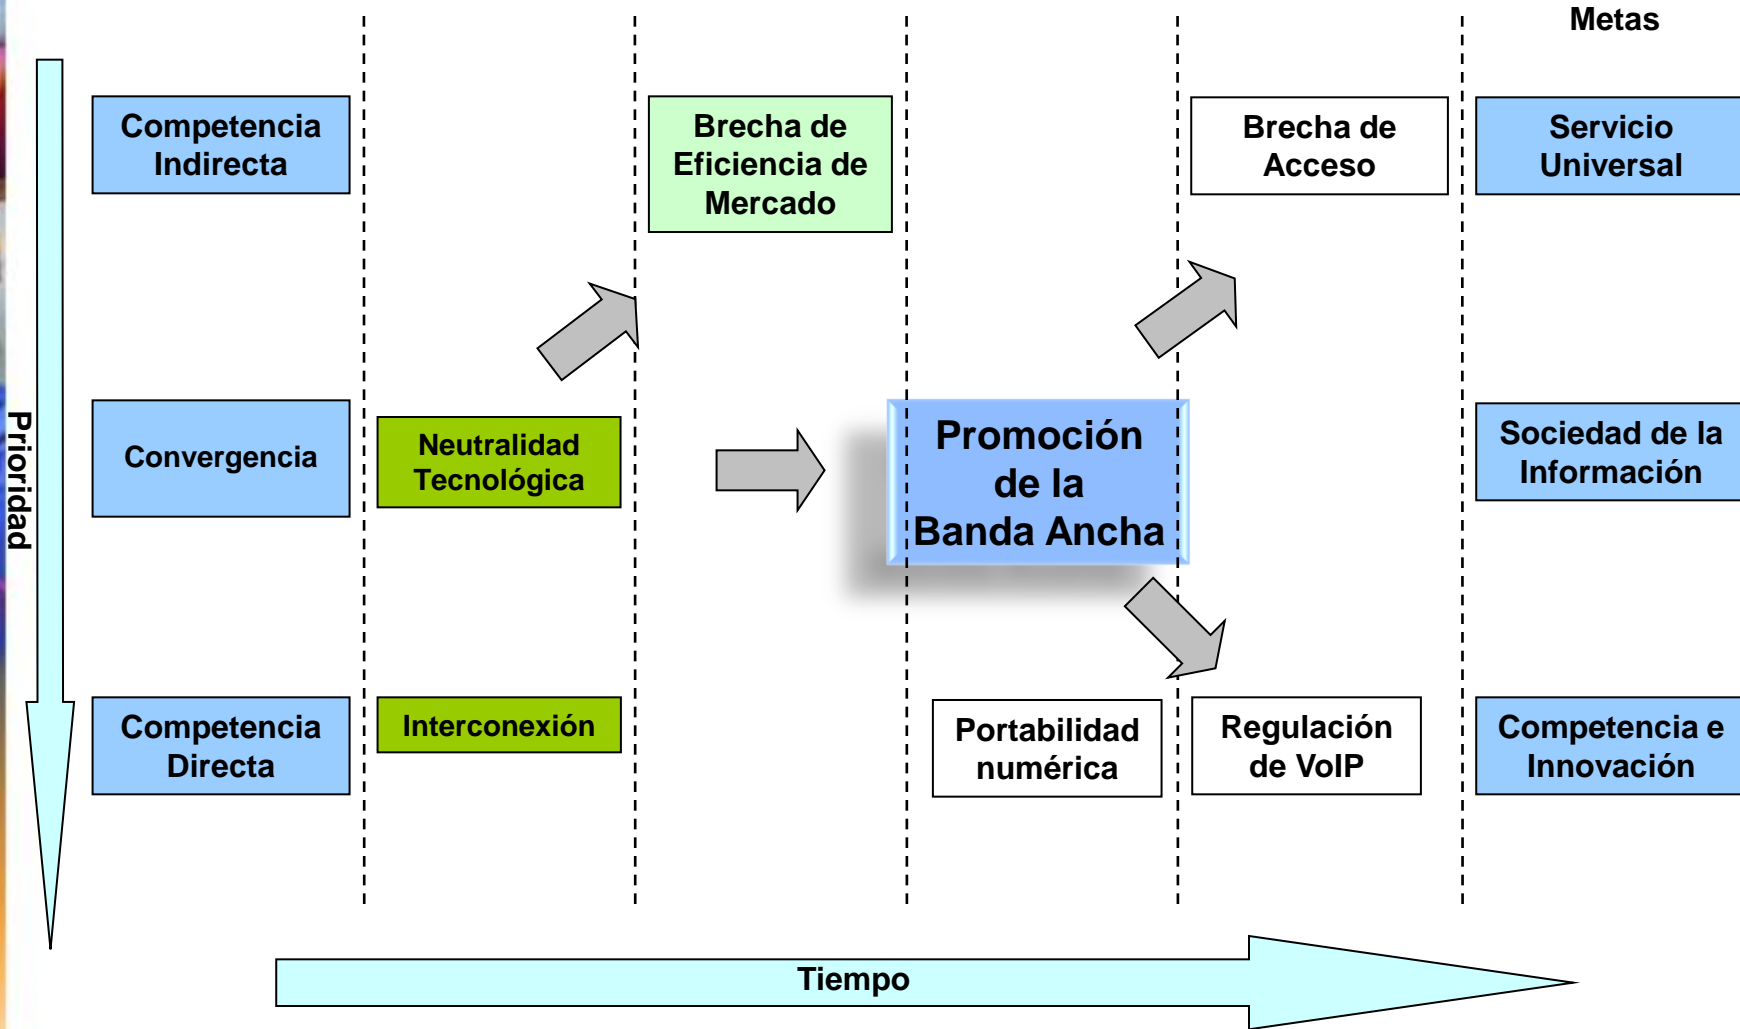 Metas
Competencia
Indirecta
Brecha de
Eficiencia de
Mercado
Brecha de
Acceso
Servicio
Universal
Prioridad
Convergencia
Neutralidad
Tecnológica
Promoción
de la
Banda Ancha
Sociedad de la
Información
Competencia
Directa
Interconexión
Portabilidad
numérica
Regulación
de VoIP
Competencia e
Innovación
Tiempo